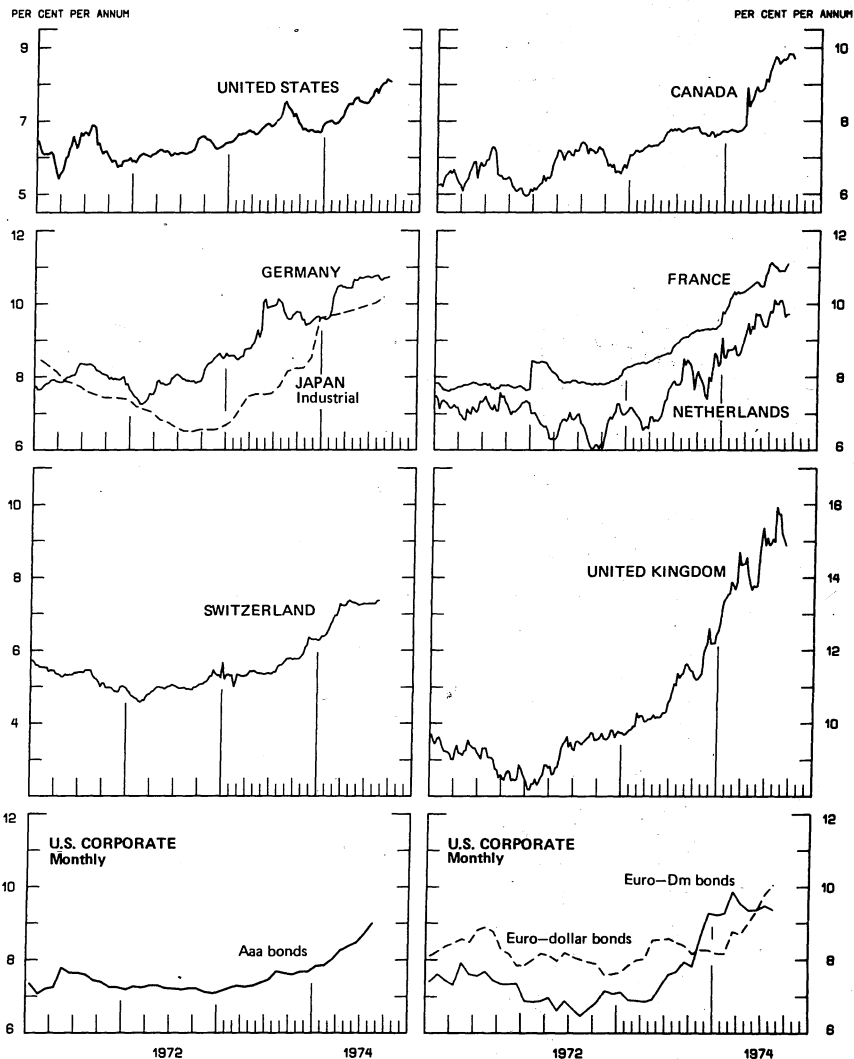 PER CENT PER ANNUM
PER CENT PER ANNUM
9
7
5
UNITED STATES
10
8
6
CANADA
12
10
8
6
GERMANY
JAPAN
Industrial
12
10
8
6
FRANCE
NETHERLANDS
10
8
6
4
SWITZERLAND
16
14
12
10
UNITED KINGDOM
12
10
8
6
U.S. CORPORATE
Monthly
Aaa bonds
12
10
8
6
U.S. CORPORATE
Monthly
Euro-Dm bonds
Euro-dollar bonds
1972
1974
1972
1974